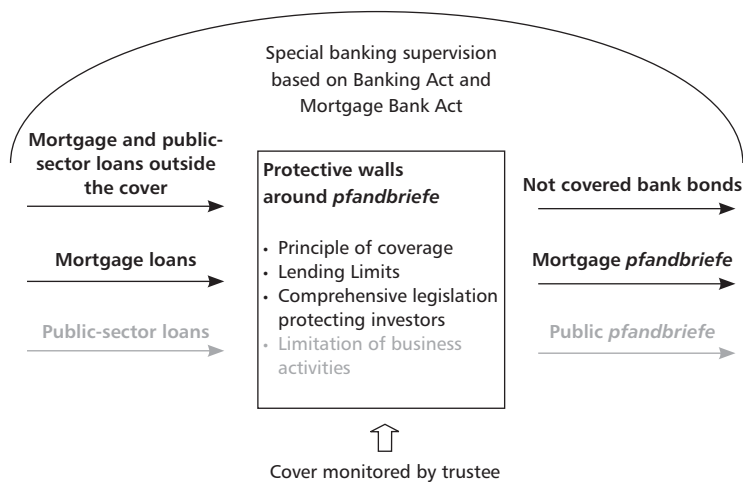 Special banking supervision
based on Banking Act and
Mortgage Bank Act
Mortgage and public-
sector loans outside
the cover
Mortgage loans
Public-sector loans
Protective walls
around pfandbriefe
• Principle of coverage
• Lending Limits
• Comprehensive legislation
protecting investors
• Limitation of business
activities
Not covered bank bonds
Mortgage pfandbriefe
Public pfandbriefe
Cover monitored by trustee